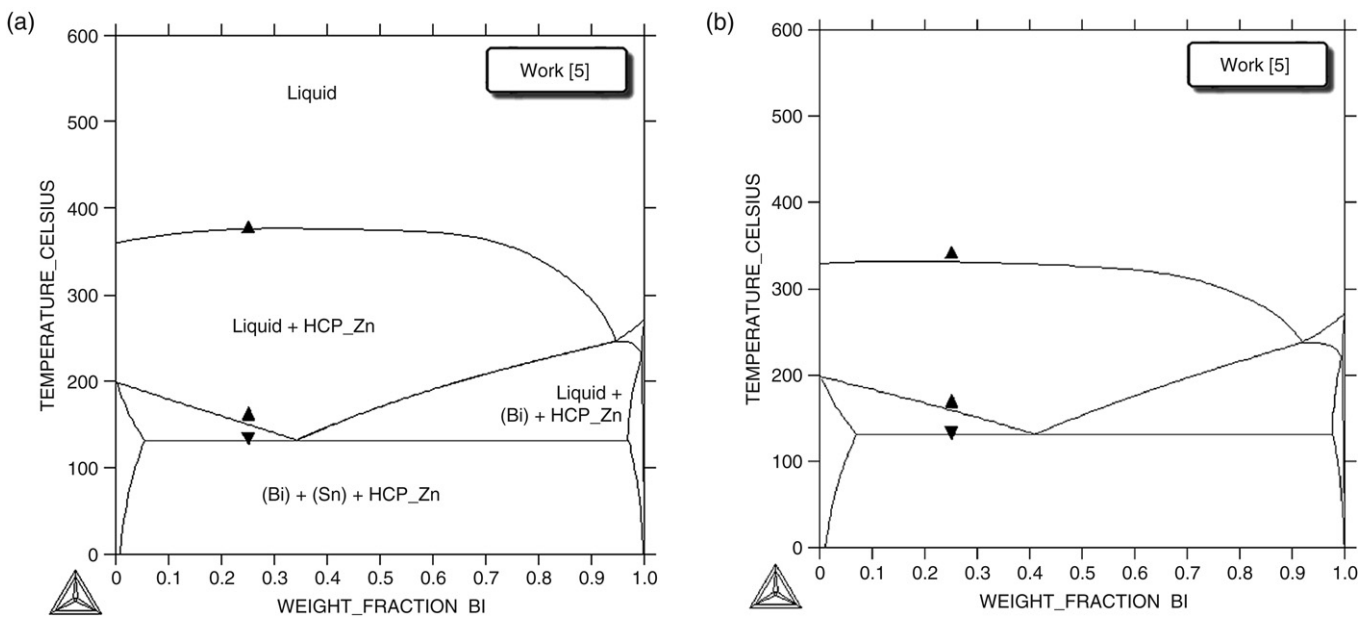 (a)
600
500
400
300
200
100
0
TEMPERATURE_CELSIUS
Work [5]
Liquid
Liquid + HCP_Zn
Liquid +
(Bi) + HCP_Zn
(Bi) + (Sn) + HCP_Zn
0 0.1 0.2 0.3 0.4 0.5 0.6 0.7 0.8 0.9 1.0
WEIGHT_FRACTION BI
(b)
600
500
400
300
200
100
0
TEMPERATURE_CELSIUS
Work [5]
0 0.1 0.2 0.3 0.4 0.5 0.6 0.7 0.8 0.9 1.0
WEIGHT_FRACTION BI